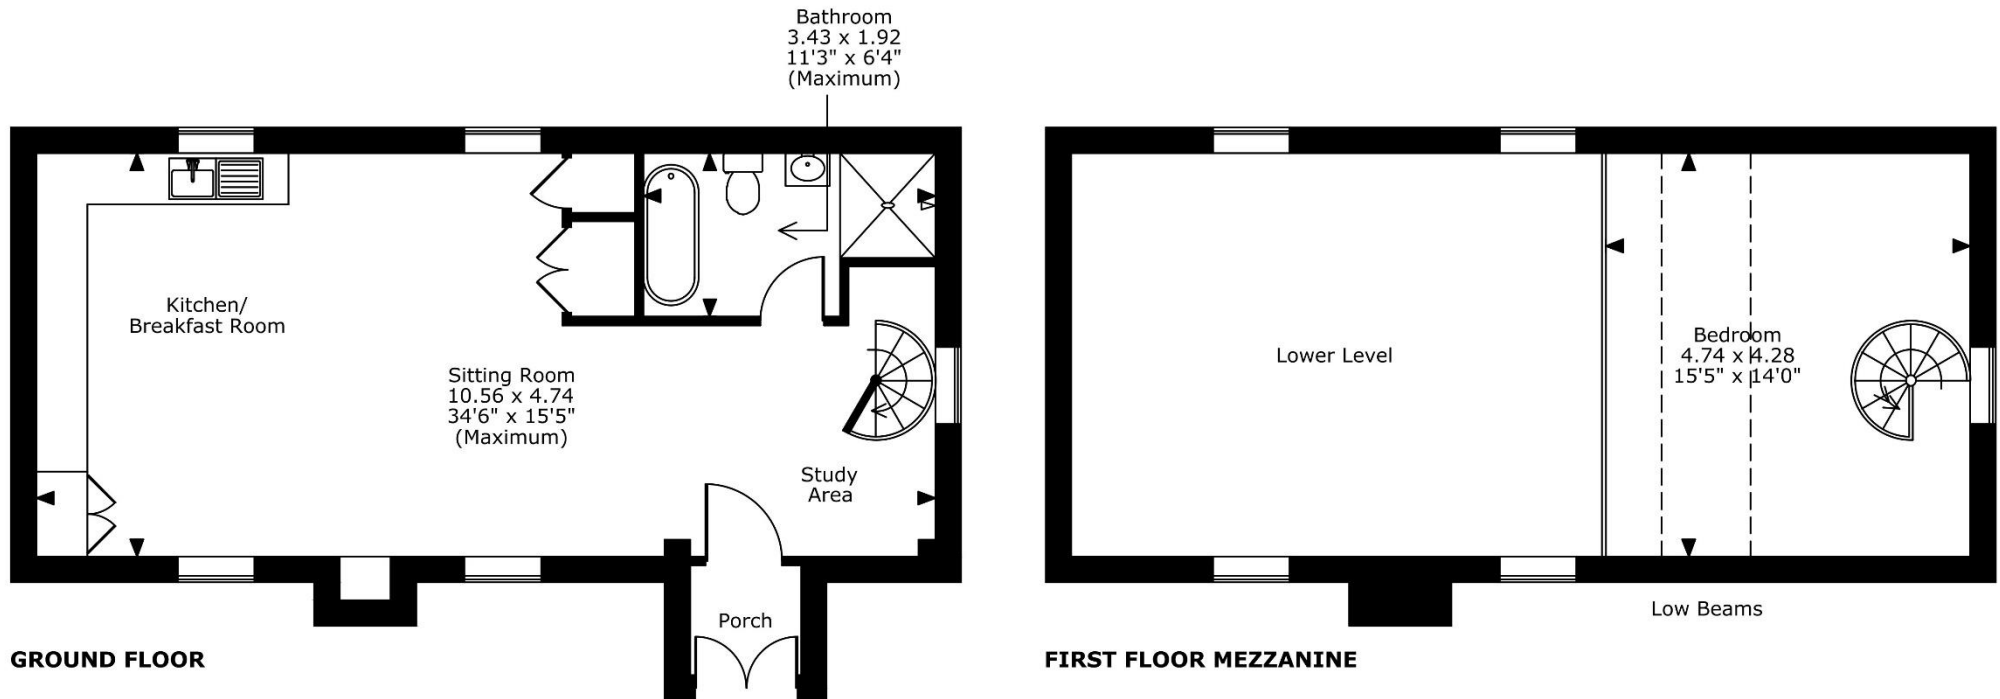 Bathroom
3.43 x 1.92
11'3" x 6'4"
(Maximum)
Kitchen/
Breakfast Room
Sitting Room
10.56 x 4.74
34'6" x 15'5"
(Maximum)
Study
Area
Porch
GROUND FLOOR
Lower Level
Bedroom
4.74 x 4.28
15'5" x 14'0"
Low Beams
FIRST FLOOR MEZZANINE